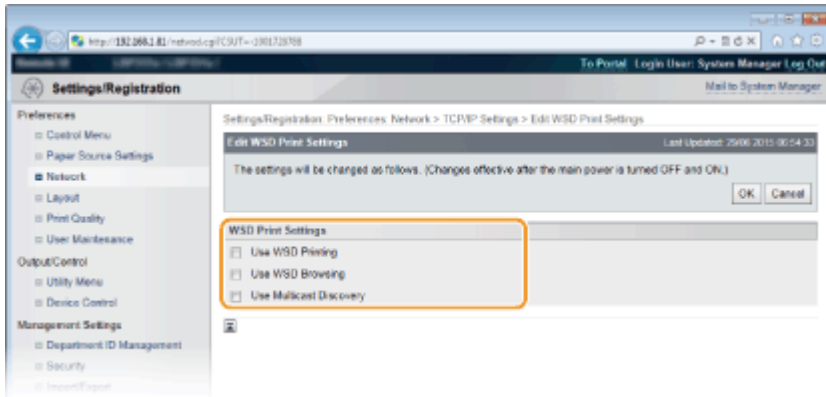 http://192.168.1.81/netwod.cgi?CSUT=-1901728788
To Portal Login User: System Manager Log Out
Settings/Registration
Mail to System Manager
Preferences
Control Menu
Paper Source Settings
Network
Layout
Print Quality
User Maintenance
Output/Control
Utility Menu
Device Control
Management Settings
Department ID Management
Security
Import/Export
Settings/Registration: Preferences: Network > TCP/IP Settings > Edit WSD Print Settings
Edit WSD Print Settings
Last Updated: 29/06 2015 06:54:33
The settings will be changed as follows. (Changes effective after the main power is turned OFF and ON.)
OK Cancel
WSD Print Settings
Use WSD Printing
Use WSD Browsing
Use Multicast Discovery